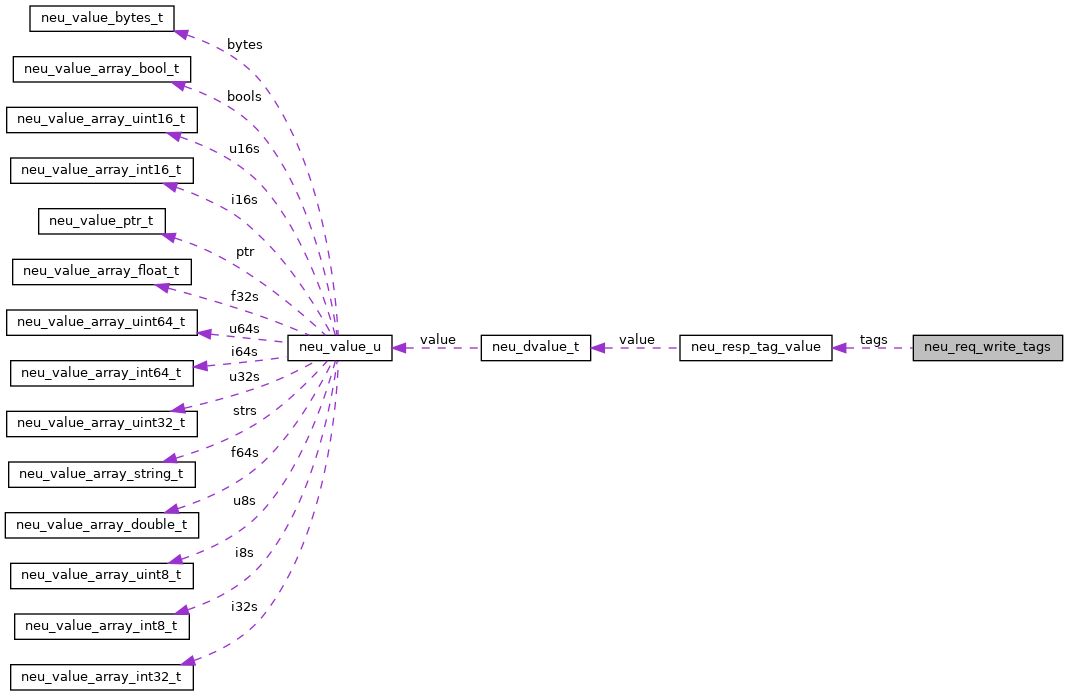 neu_value_bytes_t
bytes
neu_value_array_bool_t
bools
neu_value_array_uint16_t
u16s
neu_value_array_int16_t
i16s
neu_value_ptr_t
ptr
neu_value_array_float_t
f32s
neu_value_array_uint64_t
u64s
neu_value_u
value
neu_dvalue_t
value
neu_resp_tag_value
tags
neu_req_write_tags
i64s
neu_value_array_int64_t
u32s
neu_value_array_uint32_t
strs
neu_value_array_string_t
f64s
neu_value_array_double_t
u8s
neu_value_array_uint8_t
i8s
neu_value_array_int8_t
i32s
neu_value_array_int32_t